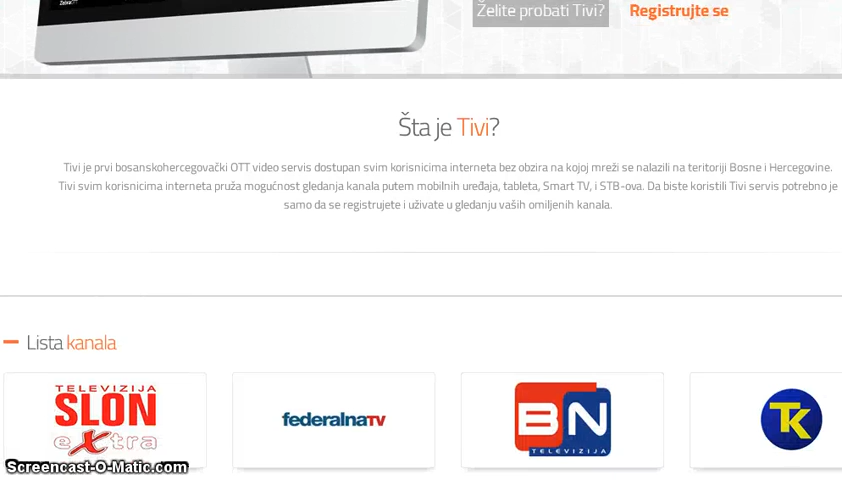 Želite probati Tivi? Registrujte se
Šta je Tivi?
Tivi je prvi bosanskohercegovački OTT video servis dostupan svim korisnicima interneta bez obzira na kojoj mreži se nalazili na teritoriji Bosne i Hercegovine.
Tivi svim korisnicima interneta pruža mogućnost gledanja kanala putem mobilnih uređaja, tableta, Smart TV, i STB-ova. Da biste koristili Tivi servis potrebno je
samo da se registrujete i uživate u gledanju vaših omiljenih kanala.
Lista kanala
TELEVIZIJA
SLON
eXtra
federalnaTV
BN
TELEVIZIJA
TK
Screencast-O-Matic.com